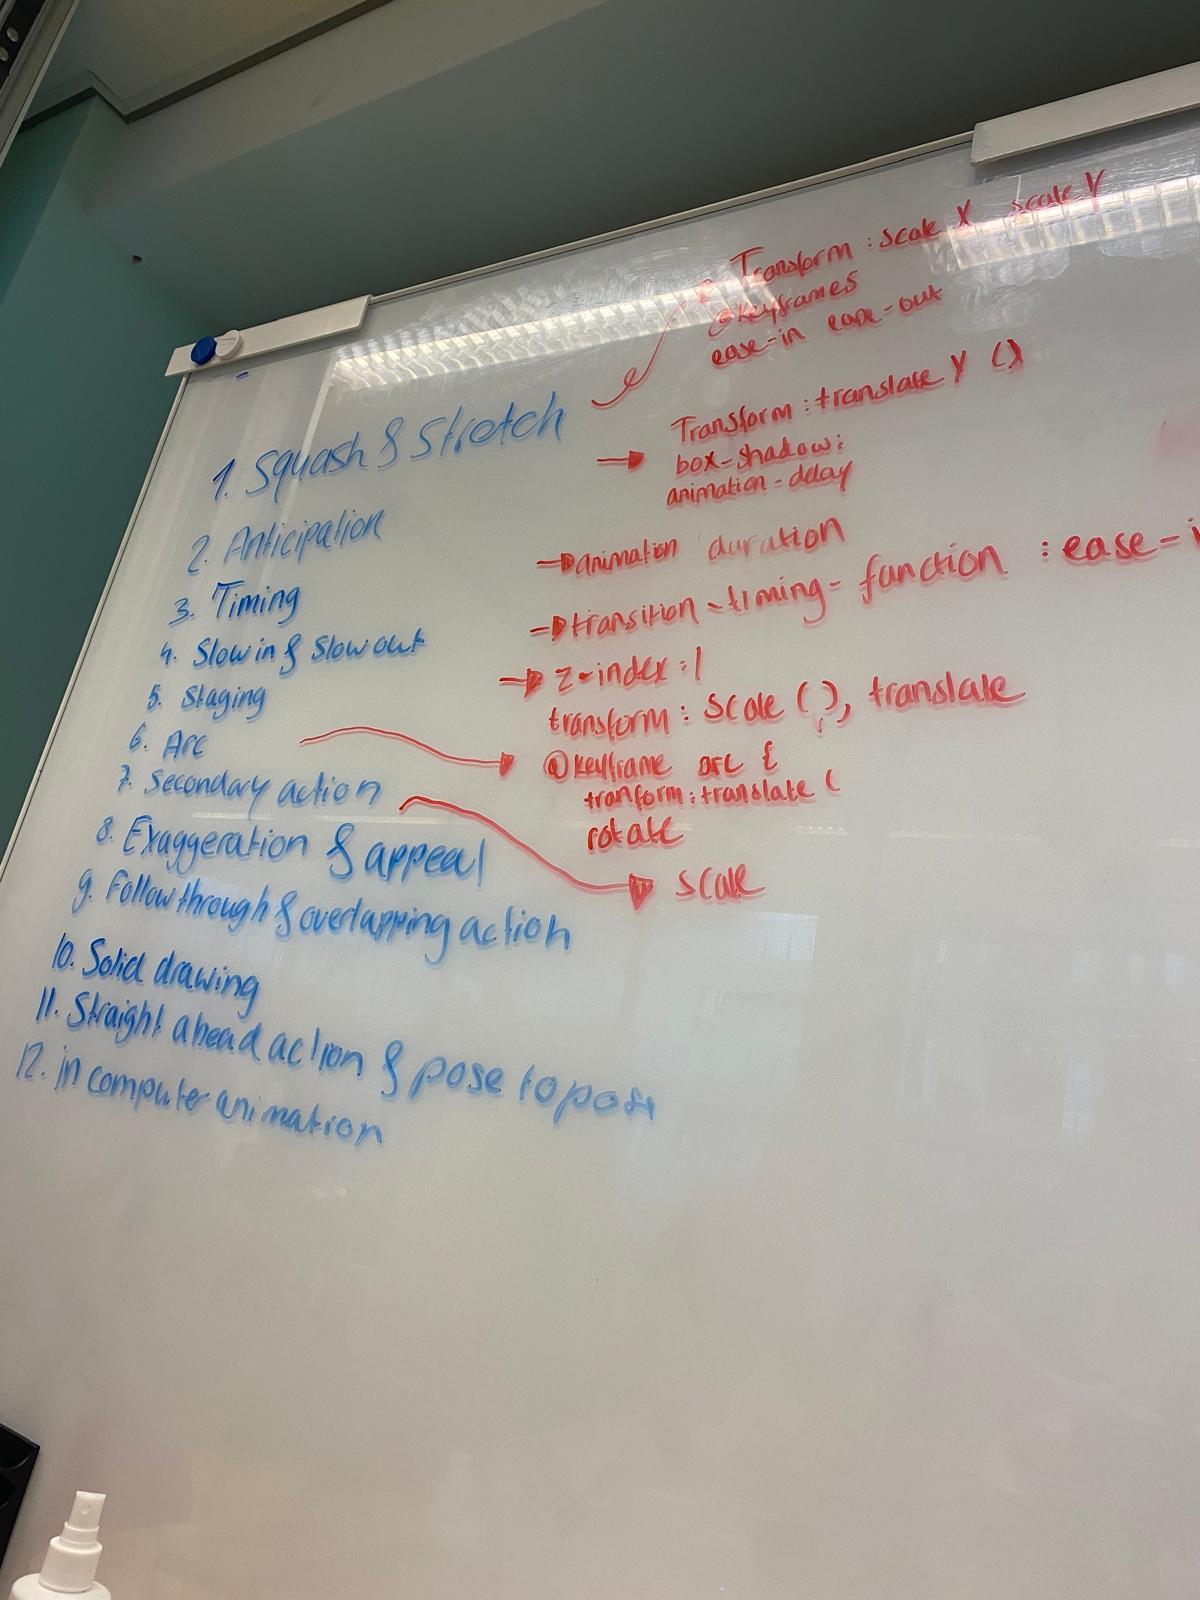 Transform : scale X scale Y
@keyframes
ease-in ease-out
1. Squash & Stretch
Transform : translate Y ()
box-shadow:
animation-delay
2. Anticipation
animation duration
3. Timing
transition-timing-function : ease-i
4. Slow in & Slow out
z-index : 1
5. Staging
transform : scale ( ), translate
6. Arc
@keyframe arc {
tranform : translate (
rotate
7. Secondary action
scale
8. Exaggeration & appeal
9. Follow through & overlapping action
10. Solid drawing
11. Straight ahead action & pose to pose
12. in computer animation